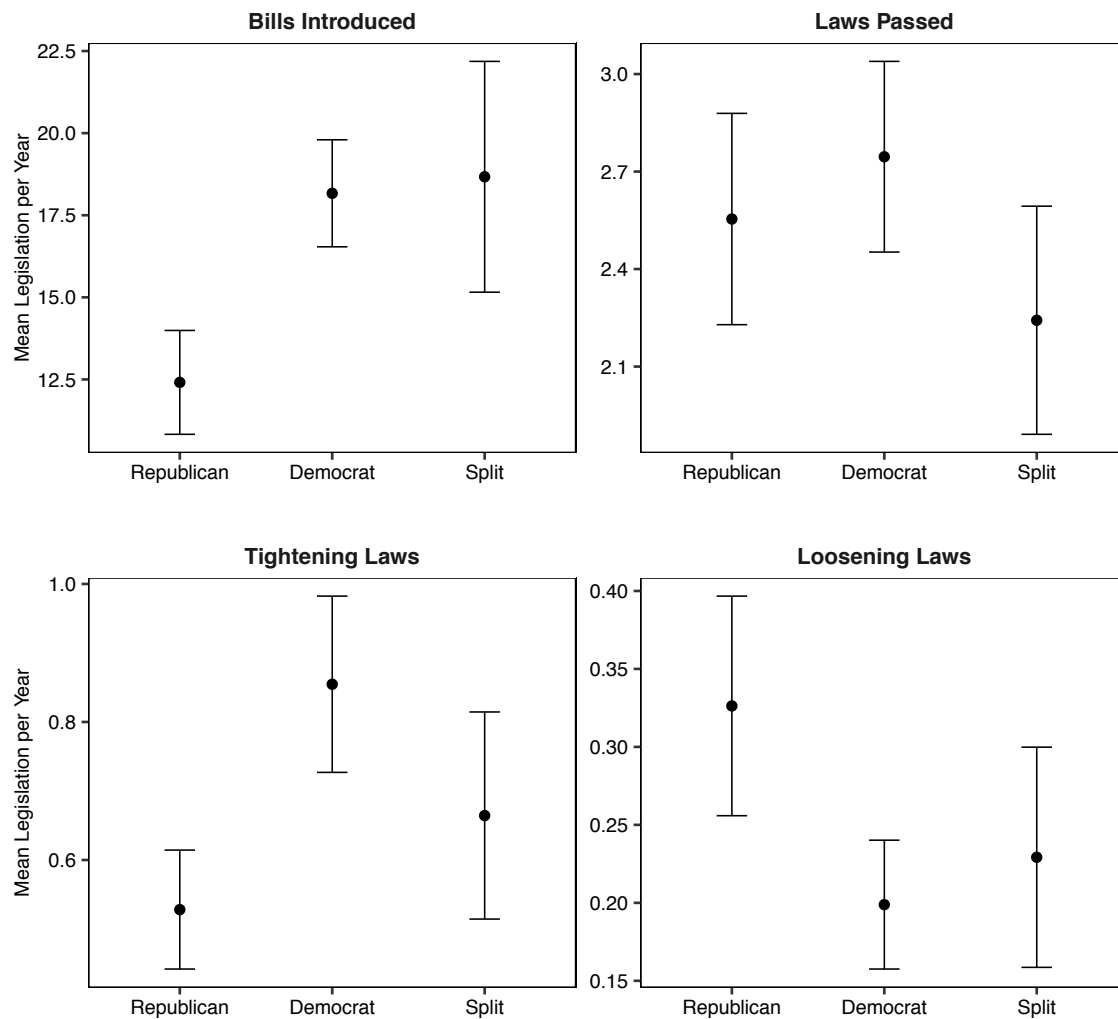 Bills Introduced
Laws Passed
Mean Legislation per Year
22.5
20.0
17.5
15.0
12.5
Republican
Democrat
Split
3.0
2.7
2.4
2.1
Republican
Democrat
Split
Tightening Laws
Loosening Laws
Mean Legislation per Year
1.0
0.8
0.6
Republican
Democrat
Split
0.40
0.35
0.30
0.25
0.20
0.15
Republican
Democrat
Split